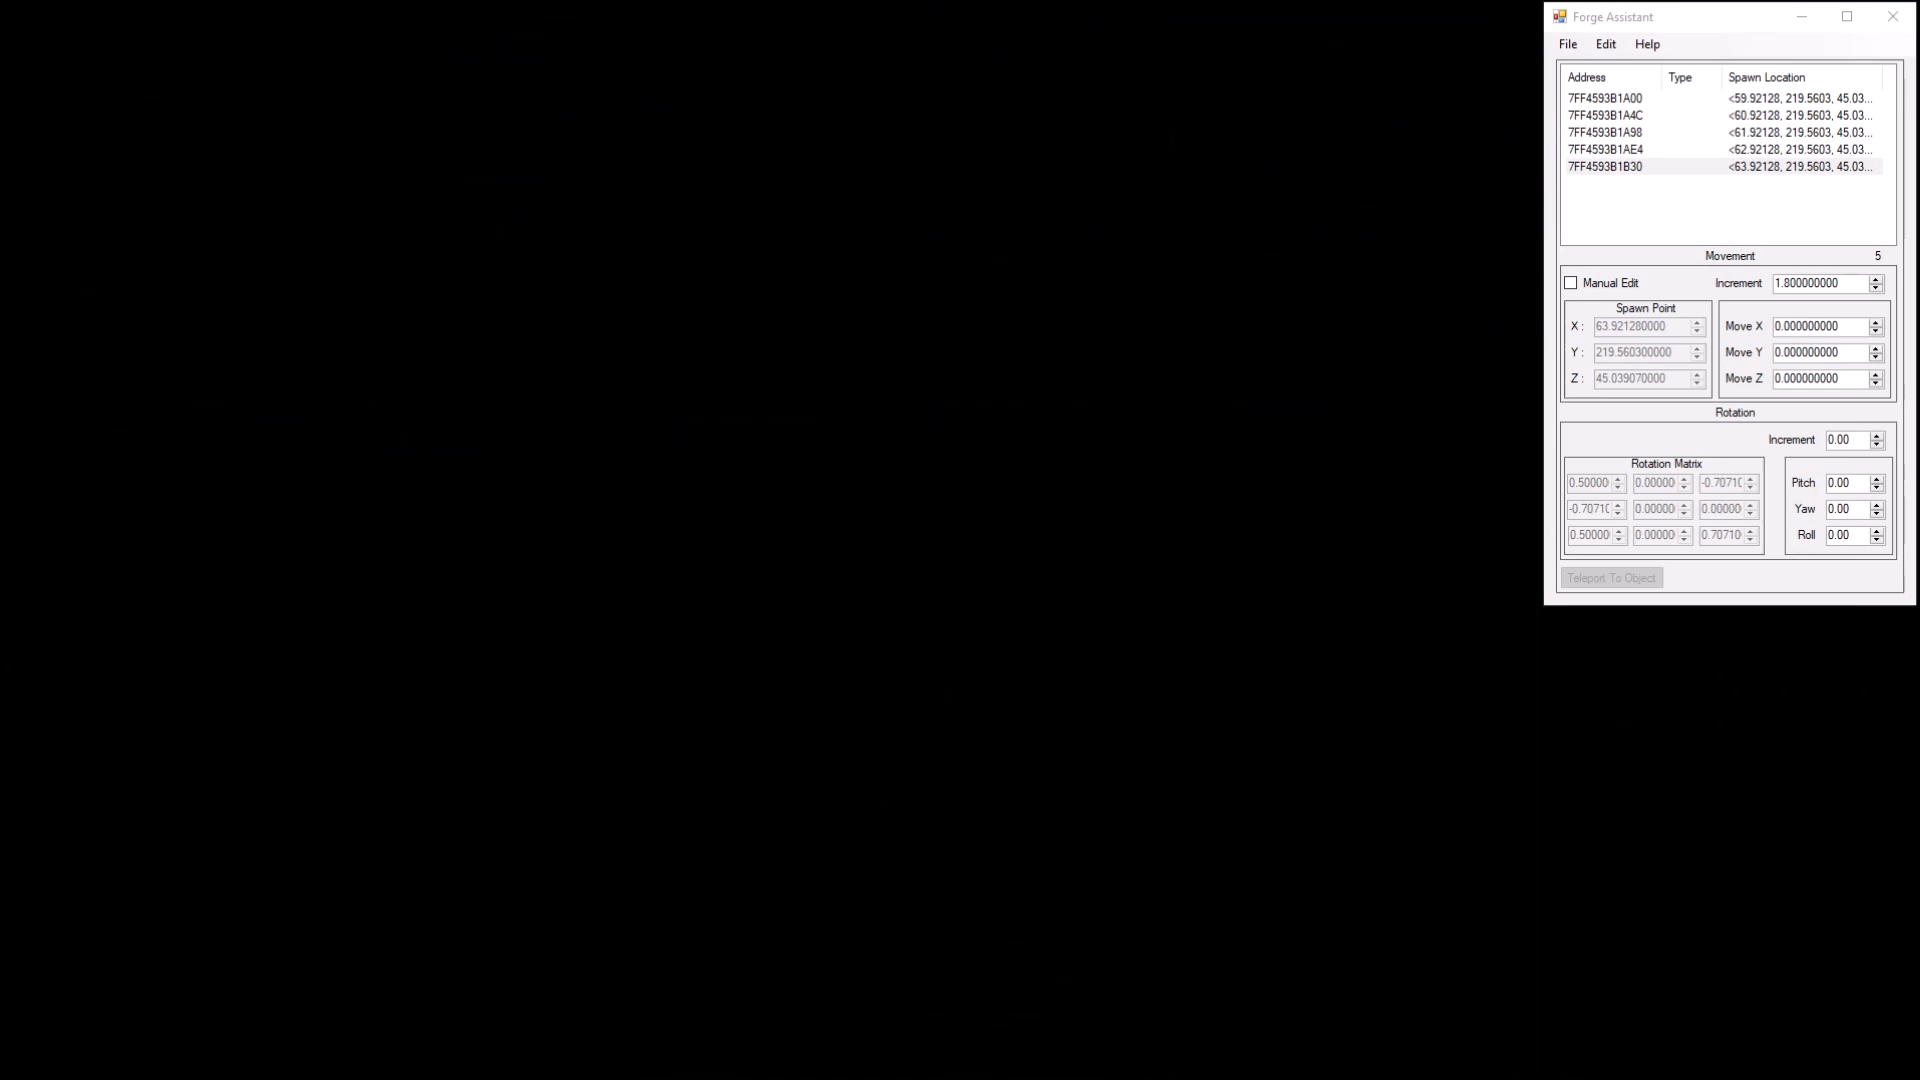 Forge Assistant
File Edit Help
Address Type Spawn Location
7FF4593B1A00 <59.92128, 219.5603, 45.03...
7FF4593B1A4C <60.92128, 219.5603, 45.03...
7FF4593B1A98 <61.92128, 219.5603, 45.03...
7FF4593B1AE4 <62.92128, 219.5603, 45.03...
7FF4593B1B30 <63.92128, 219.5603, 45.03...
Movement 5
Manual Edit Increment 1.800000000
Spawn Point
X : 63.921280000 Move X 0.000000000
Y : 219.560300000 Move Y 0.000000000
Z : 45.039070000 Move Z 0.000000000
Rotation
Increment 0.00
Rotation Matrix
0.50000 0.00000 -0.7071( Pitch 0.00
-0.7071( 0.00000 0.00000 Yaw 0.00
0.50000 0.00000 0.70710 Roll 0.00
Teleport To Object